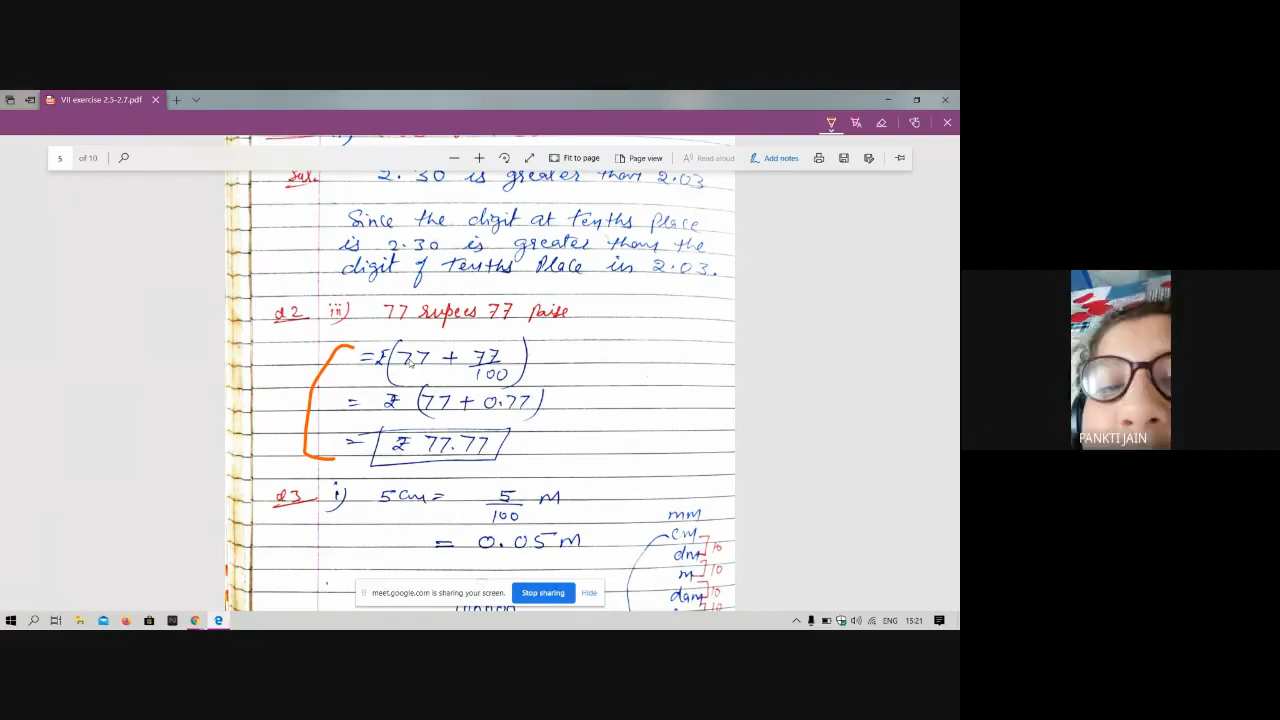 VII exercise 2.5-2.7.pdf
5 of 10
Fit to page
Page view
Read aloud
Add notes
Sol. 2.30 is greater than 2.03
Since the digit at tenths place
is 2.30 is greater than the
digit of tenths Place in 2.03.
Q2 iii) 77 rupees 77 paise
= ₹(77 + 77/100)
= ₹ (77 + 0.77)
= ₹ 77.77
Q3 i) 5cm = 5/100 M
= 0.05M
mm
cm
dm 10
m 10
dam 10
meet.google.com is sharing your screen.
Stop sharing
Hide
ENG
15:21
PANKTI JAIN